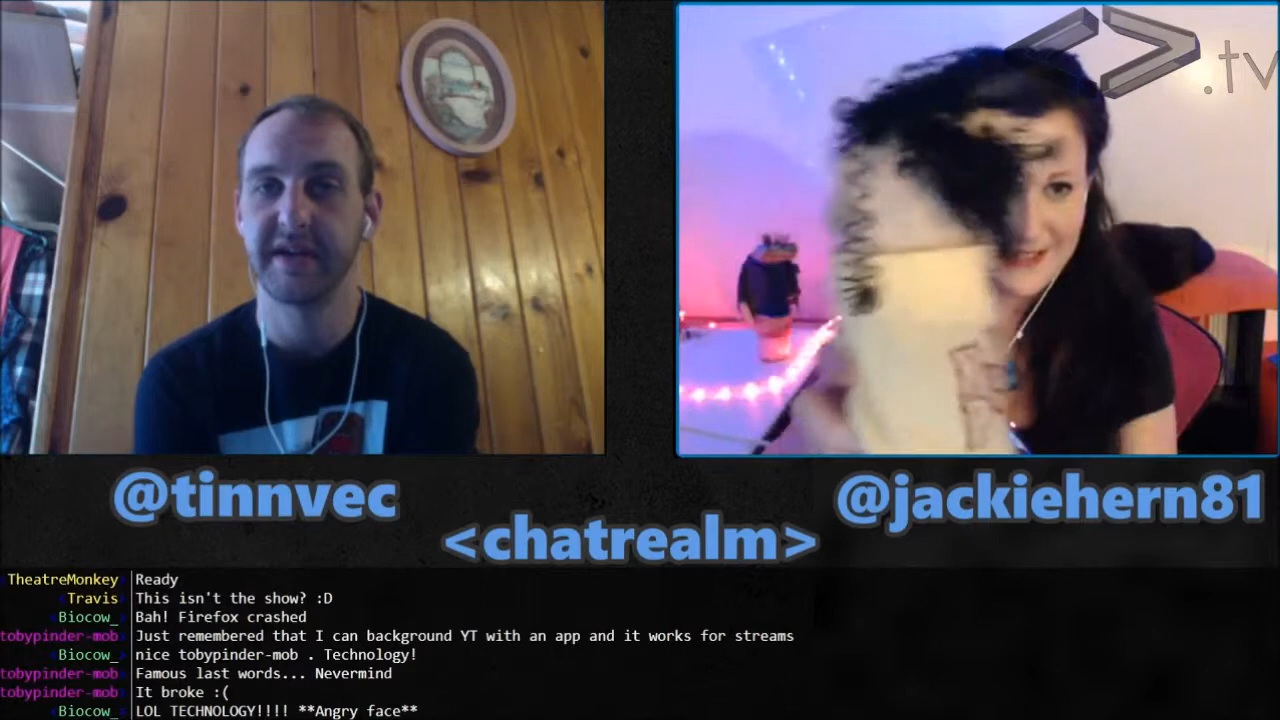 .tv
@tinnvec
@jackiehern81
<chatrealm>
TheatreMonkey Ready
Travis This isn't the show? :D
Biocow_ Bah! Firefox crashed
tobypinder-mob Just remembered that I can background YT with an app and it works for streams
Biocow_ nice tobypinder-mob . Technology!
tobypinder-mob Famous last words... Nevermind
tobypinder-mob It broke :(
Biocow_ LOL TECHNOLOGY!!!! **Angry face**